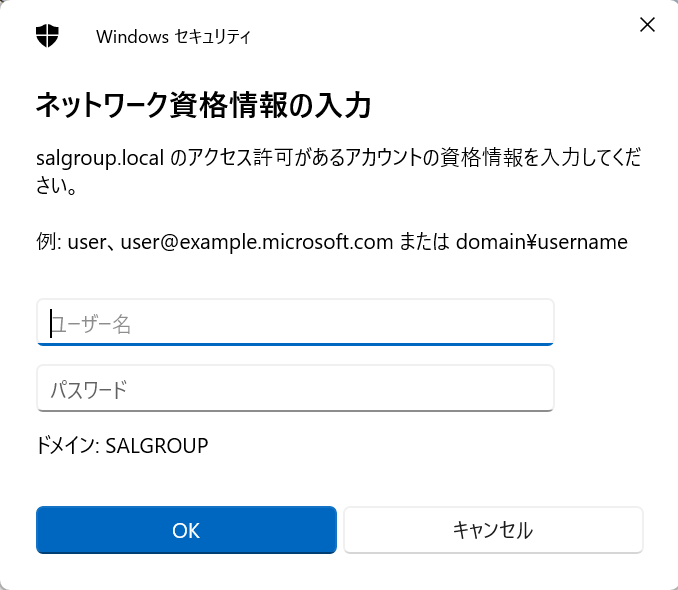 Windows セキュリティ
ネットワーク資格情報の入力
salgroup.local のアクセス許可があるアカウントの資格情報を入力してくだ
さい。
例: user、user@example.microsoft.com または domain¥username
ユーザー名
パスワード
ドメイン: SALGROUP
OK
キャンセル